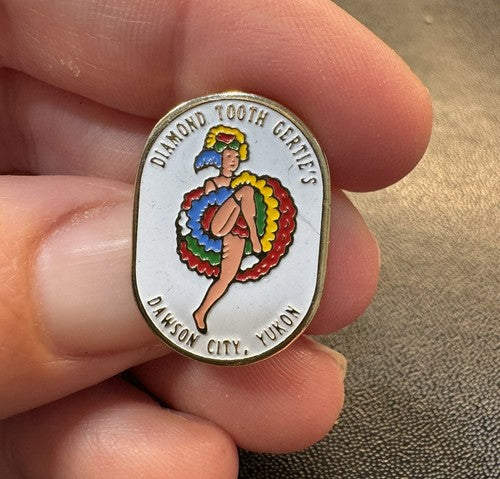 DIAMOND TOOTH GERTIE'S
DAWSON CITY, YUKON